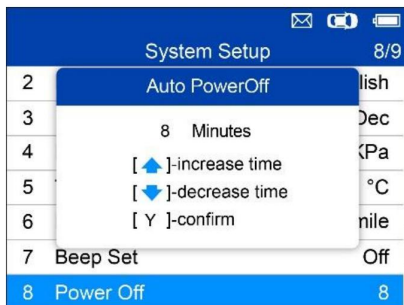 System Setup 8/9
2 lish
Auto PowerOff
3 Dec
8 Minutes
4 KPa
[ ]-increase time
5 °C
[ ]-decrease time
6 mile
[ Y ]-confirm
7 Beep Set Off
8 Power Off 8